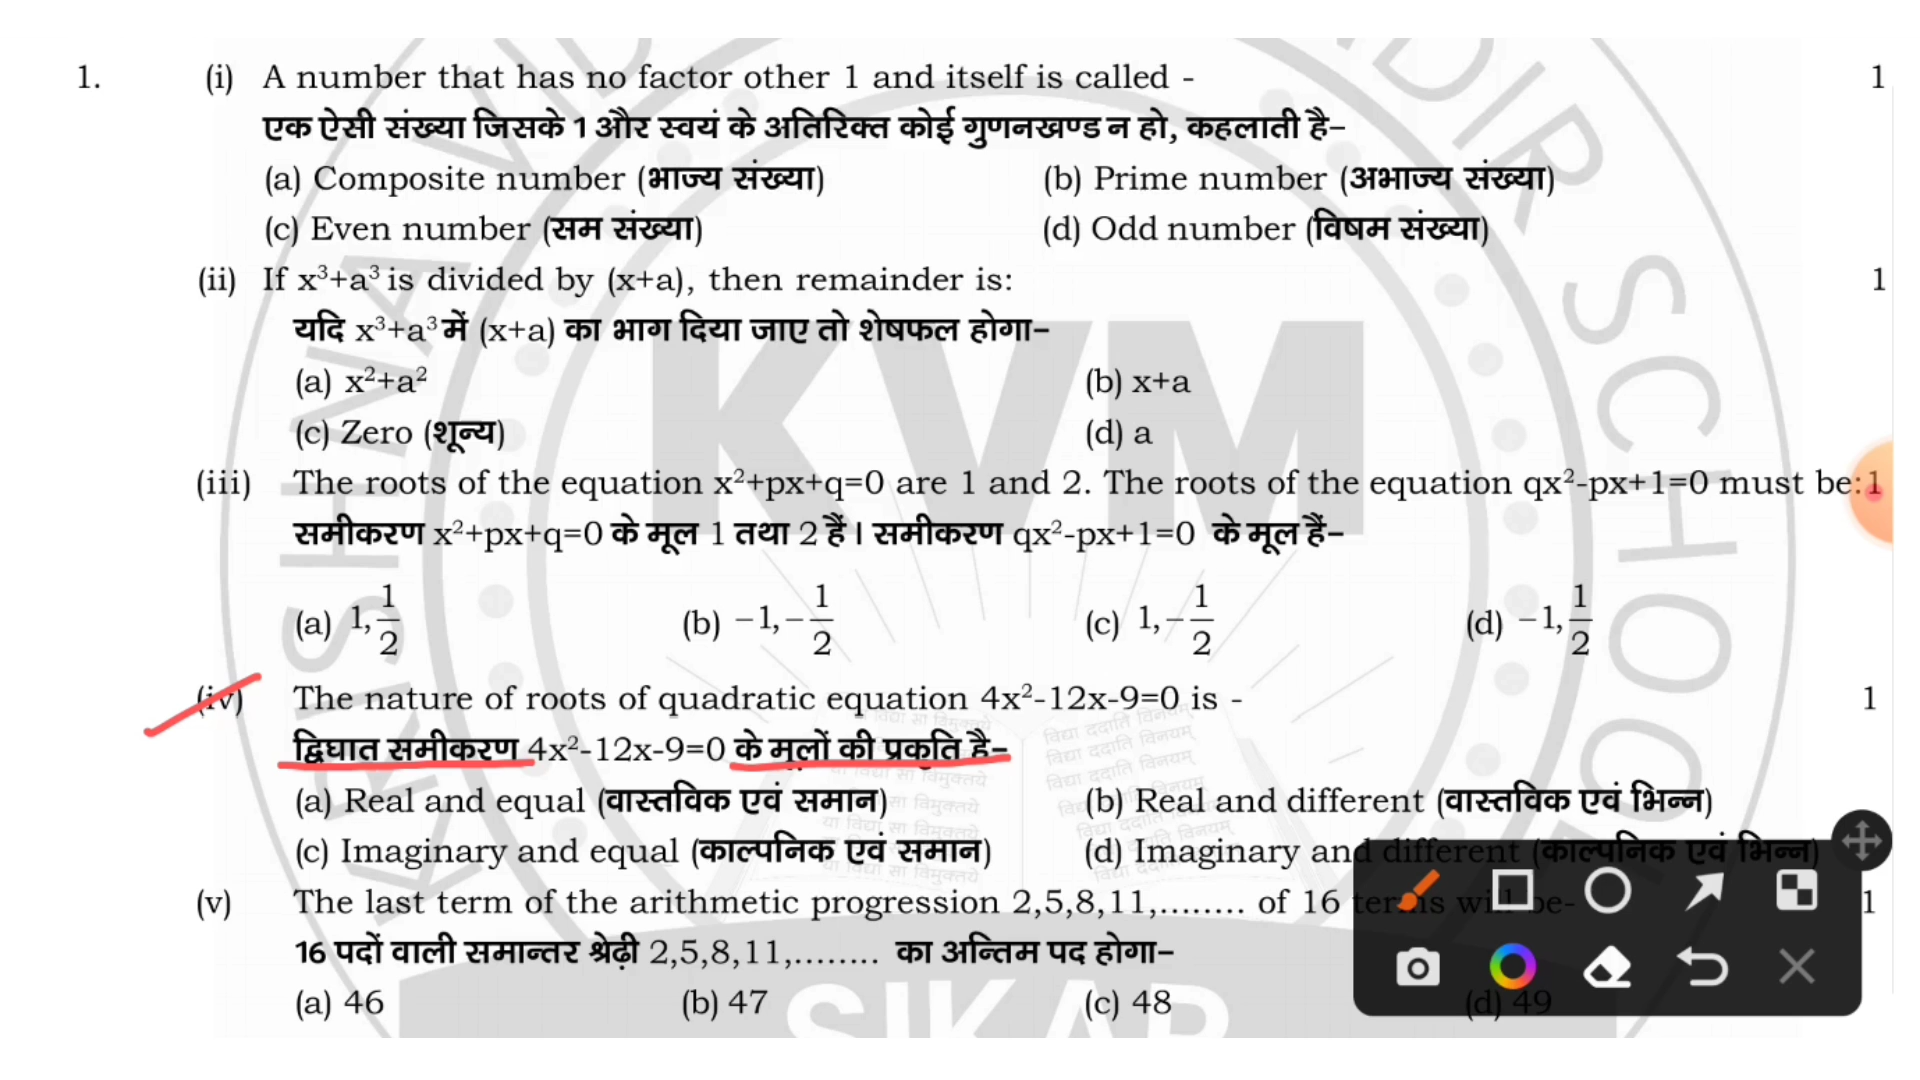 1. (i) A number that has no factor other 1 and itself is called - 1
एक ऐसी संख्या जिसके 1 और स्वयं के अतिरिक्त कोई गुणनखण्ड न हो, कहलाती है–
(a) Composite number (भाज्य संख्या) (b) Prime number (अभाज्य संख्या)
(c) Even number (सम संख्या) (d) Odd number (विषम संख्या)
(ii) If x³+a³ is divided by (x+a), then remainder is: 1
यदि x³+a³ में (x+a) का भाग दिया जाए तो शेषफल होगा–
(a) x²+a² (b) x+a
(c) Zero (शून्य) (d) a
(iii) The roots of the equation x²+px+q=0 are 1 and 2. The roots of the equation qx²-px+1=0 must be: 1
समीकरण x²+px+q=0 के मूल 1 तथा 2 हैं। समीकरण qx²-px+1=0 के मूल हैं–
(a) 1, 1/2 (b) −1, −1/2 (c) 1, −1/2 (d) −1, 1/2
(iv) The nature of roots of quadratic equation 4x²-12x-9=0 is - 1
द्विघात समीकरण 4x²-12x-9=0 के मूलों की प्रकृति है–
(a) Real and equal (वास्तविक एवं समान) (b) Real and different (वास्तविक एवं भिन्न)
(c) Imaginary and equal (काल्पनिक एवं समान) (d) Imaginary and different (काल्पनिक एवं भिन्न)
(v) The last term of the arithmetic progression 2,5,8,11,........ of 16 terms will be- 1
16 पदों वाली समान्तर श्रेढ़ी 2,5,8,11,........ का अन्तिम पद होगा–
(a) 46 (b) 47 (c) 48 (d) 49
KVM
SIKAR